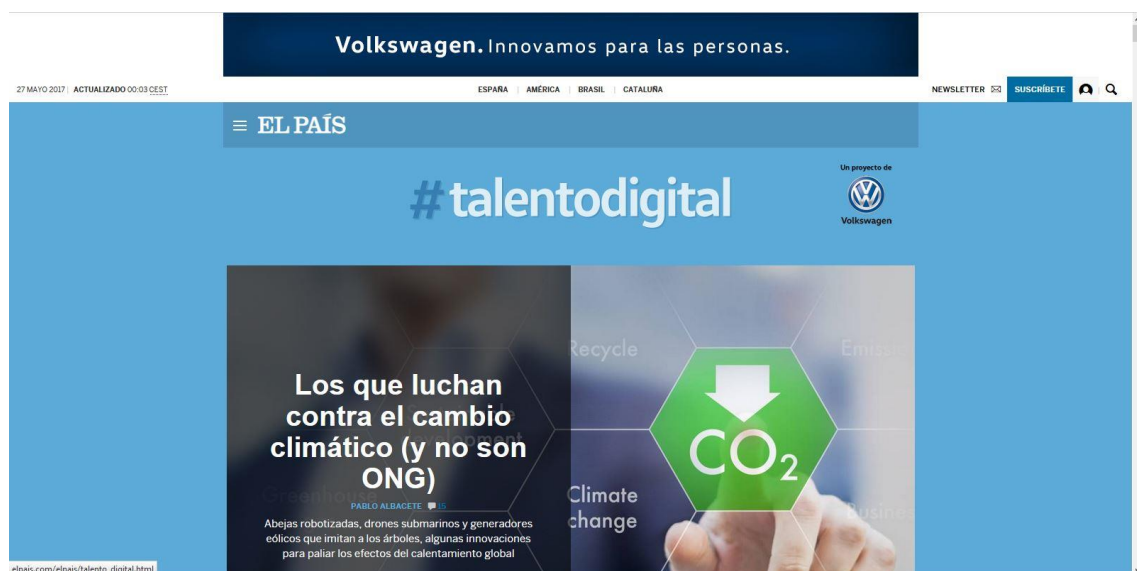 Volkswagen. Innovamos para las personas.
27 MAYO 2017 | ACTUALIZADO 00:03 CEST
ESPAÑA | AMÉRICA | BRASIL | CATALUÑA
NEWSLETTER SUSCRÍBETE
EL PAÍS
#talentodigital
Un proyecto de
Volkswagen
Recycle
Los que luchan
contra el cambio
climático (y no son
ONG)
development
Greenhouse
PABLO ALBACETE 15
Abejas robotizadas, drones submarinos y generadores
eólicos que imitan a los árboles, algunas innovaciones
para paliar los efectos del calentamiento global
CO2
Climate
change
elpais.com/elpais/talento_digital.html